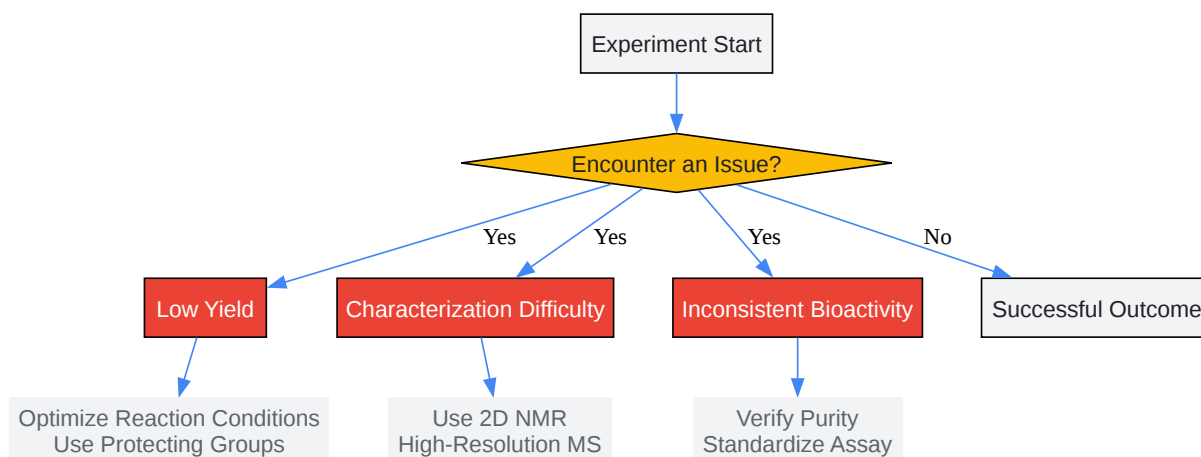 Experiment Start
Encounter an Issue?
Yes
Yes
Yes
No
Low Yield
Characterization Difficulty
Inconsistent Bioactivity
Successful Outcome
Optimize Reaction Conditions
Use Protecting Groups
Use 2D NMR
High-Resolution MS
Verify Purity
Standardize Assay